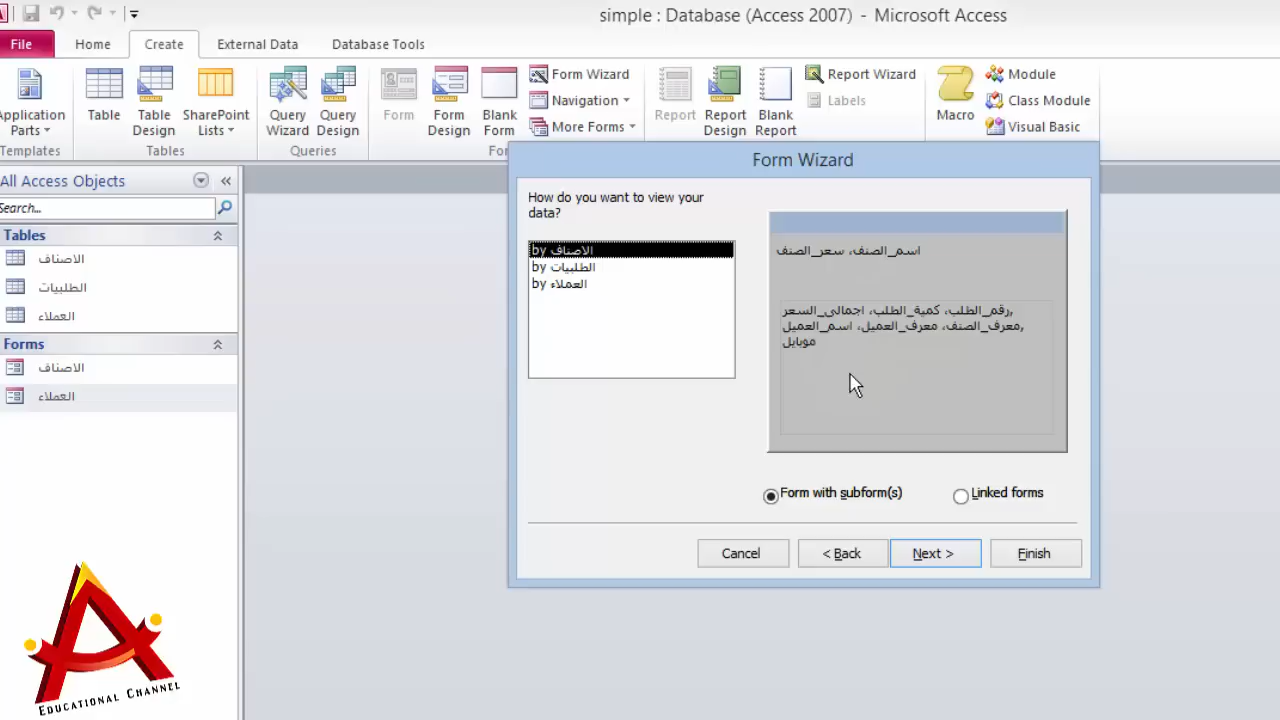 simple : Database (Access 2007) - Microsoft Access
File Home Create External Data Database Tools
Application Parts
Table
Table Design
SharePoint Lists
Query Wizard
Query Design
Form
Form Design
Blank Form
Form Wizard
Navigation
More Forms
Report
Report Design
Blank Report
Report Wizard
Labels
Macro
Module
Class Module
Visual Basic
Templates
Tables
Queries
All Access Objects
Search...
Tables
الاصناف
الطلبيات
العملاء
Forms
الاصناف
العملاء
Form Wizard
How do you want to view your
data?
by الاصناف
by الطلبيات
by العملاء
اسم_الصنف، سعر_الصنف
رقم_الطلب، كمية_الطلب، اجمالى_السعر,
معرف_الصنف، معرف_العميل، اسم_العميل,
موبايل
Form with subform(s)
Linked forms
Cancel
< Back
Next >
Finish
EDUCATIONAL CHANNEL